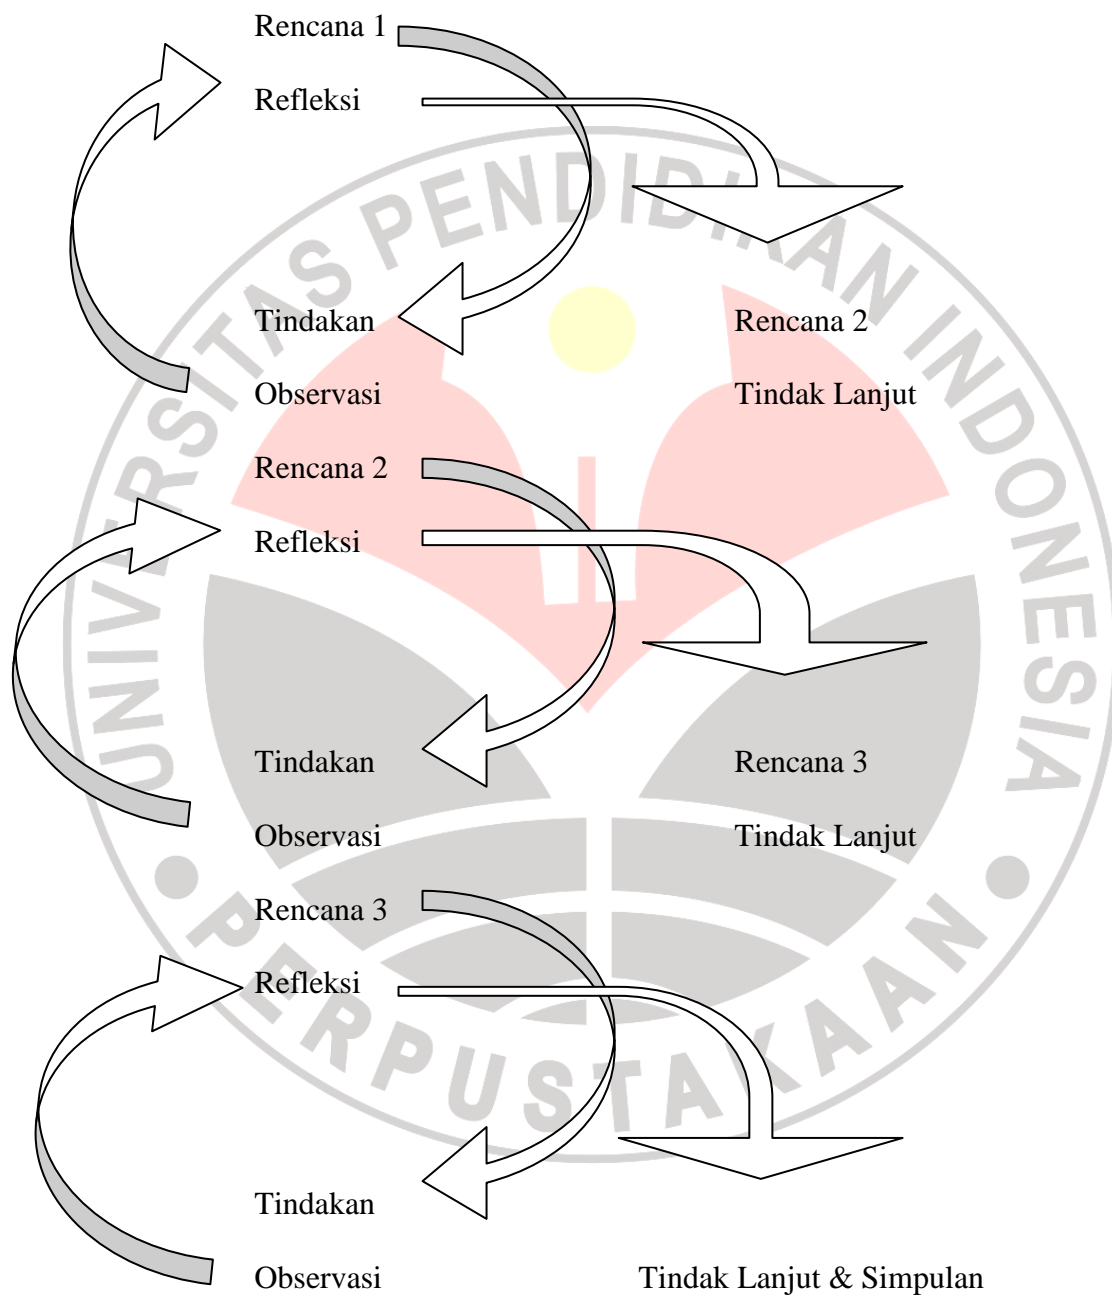 Rencana 1
Refleksi
Tindakan Rencana 2
Observasi Tindak Lanjut
Rencana 2
Refleksi
Tindakan Rencana 3
Observasi Tindak Lanjut
Rencana 3
Refleksi
Tindakan
Observasi Tindak Lanjut & Simpulan
UNIVERSITAS PENDIDIKAN INDONESIA
PERPUSTAKAAN